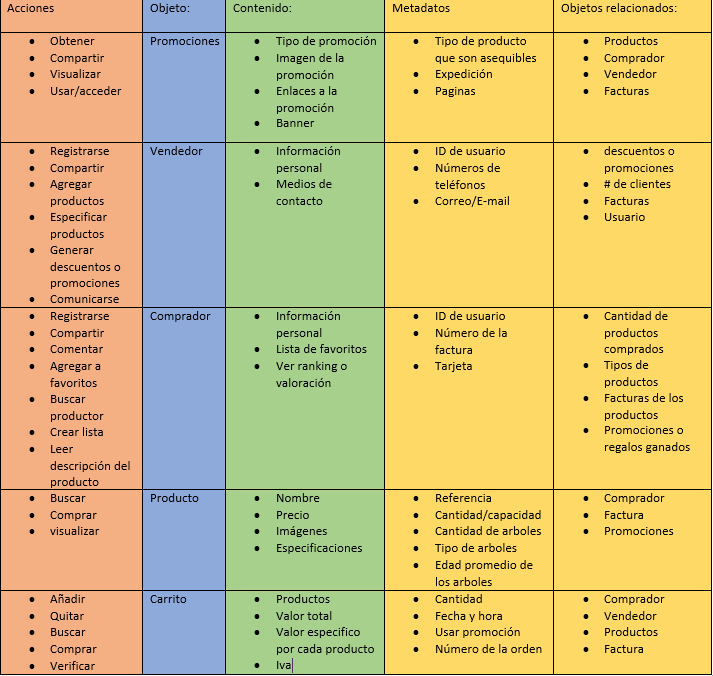 Acciones
Objeto:
Contenido:
Metadatos
Objetos relacionados:
• Obtener
• Compartir
• Visualizar
• Usar/acceder
Promociones
• Tipo de promoción
• Imagen de la
promoción
• Enlaces a la
promoción
• Banner
• Tipo de producto
que son asequibles
• Expedición
• Paginas
• Productos
• Comprador
• Vendedor
• Facturas
• Registrarse
• Compartir
• Agregar
productos
• Especificar
productos
• Generar
descuentos o
promociones
• Comunicarse
Vendedor
• Información
personal
• Medios de
contacto
• ID de usuario
• Números de
teléfonos
• Correo/E-mail
• descuentos o
promociones
• # de clientes
• Facturas
• Usuario
• Registrarse
• Compartir
• Comentar
• Agregar a
favoritos
• Buscar
productor
• Crear lista
• Leer
descripción del
producto
Comprador
• Información
personal
• Lista de favoritos
• Ver ranking o
valoración
• ID de usuario
• Número de la
factura
• Tarjeta
• Cantidad de
productos
comprados
• Tipos de
productos
• Facturas de los
productos
• Promociones o
regalos ganados
• Buscar
• Comprar
• visualizar
Producto
• Nombre
• Precio
• Imágenes
• Especificaciones
• Referencia
• Cantidad/capacidad
• Cantidad de arboles
• Tipo de arboles
• Edad promedio de
los arboles
• Comprador
• Factura
• Promociones
• Añadir
• Quitar
• Buscar
• Comprar
• Verificar
Carrito
• Productos
• Valor total
• Valor especifico
por cada producto
• Iva
• Cantidad
• Fecha y hora
• Usar promoción
• Número de la orden
• Comprador
• Vendedor
• Productos
• Factura